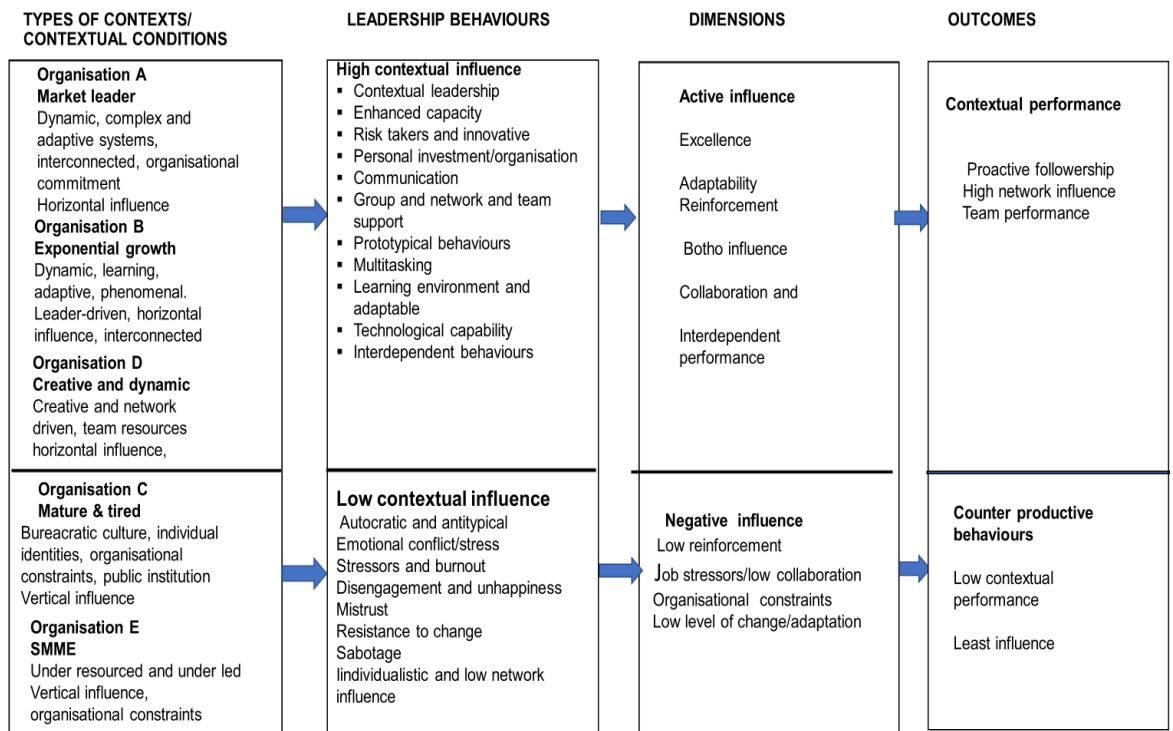 TYPES OF CONTEXTS/
CONTEXTUAL CONDITIONS
LEADERSHIP BEHAVIOURS
DIMENSIONS
OUTCOMES
Organisation A
Market leader
Dynamic, complex and
adaptive systems,
interconnected, organisational
commitment
Horizontal influence
Organisation B
Exponential growth
Dynamic, learning,
adaptive, phenomenal.
Leader-driven, horizontal
influence, interconnected
Organisation D
Creative and dynamic
Creative and network
driven, team resources
horizontal influence,
High contextual influence
▪ Contextual leadership
▪ Enhanced capacity
▪ Risk takers and innovative
▪ Personal investment/organisation
▪ Communication
▪ Group and network and team
support
▪ Prototypical behaviours
▪ Multitasking
▪ Learning environment and
adaptable
▪ Technological capability
▪ Interdependent behaviours
Active influence
Excellence
Adaptability
Reinforcement
Botho influence
Collaboration and
Interdependent
performance
Contextual performance
Proactive followership
High network influence
Team performance
Organisation C
Mature & tired
Bureacratic culture, individual
identities, organisational
constraints, public institution
Vertical influence
Organisation E
SMME
Under resourced and under led
Vertical influence,
organisational constraints
Low contextual influence
Autocratic and antitypical
Emotional conflict/stress
Stressors and burnout
Disengagement and unhappiness
Mistrust
Resistance to change
Sabotage
Iindividualistic and low network
influence
Negative influence
Low reinforcement
Job stressors/low collaboration
Organisational constraints
Low level of change/adaptation
Counter productive
behaviours
Low contextual
performance
Least influence